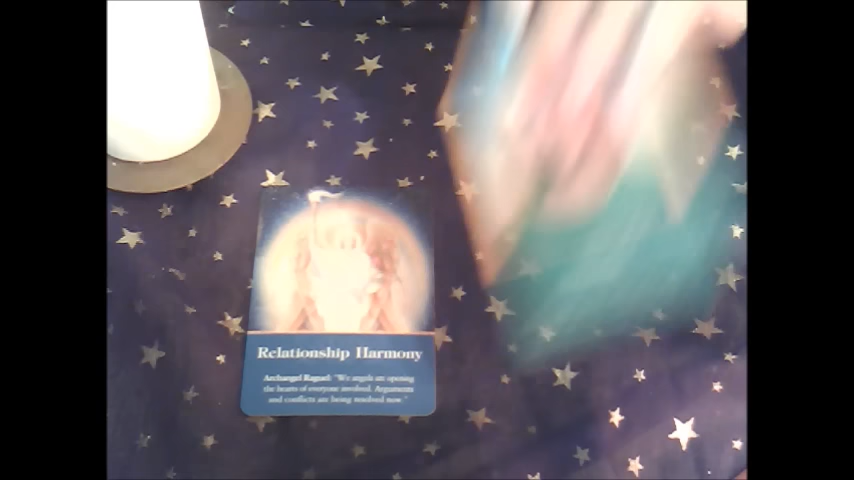 Relationship Harmony
Archangel Raguel: "We angels are opening
the hearts of everyone involved. Arguments
and conflicts are being resolved now."